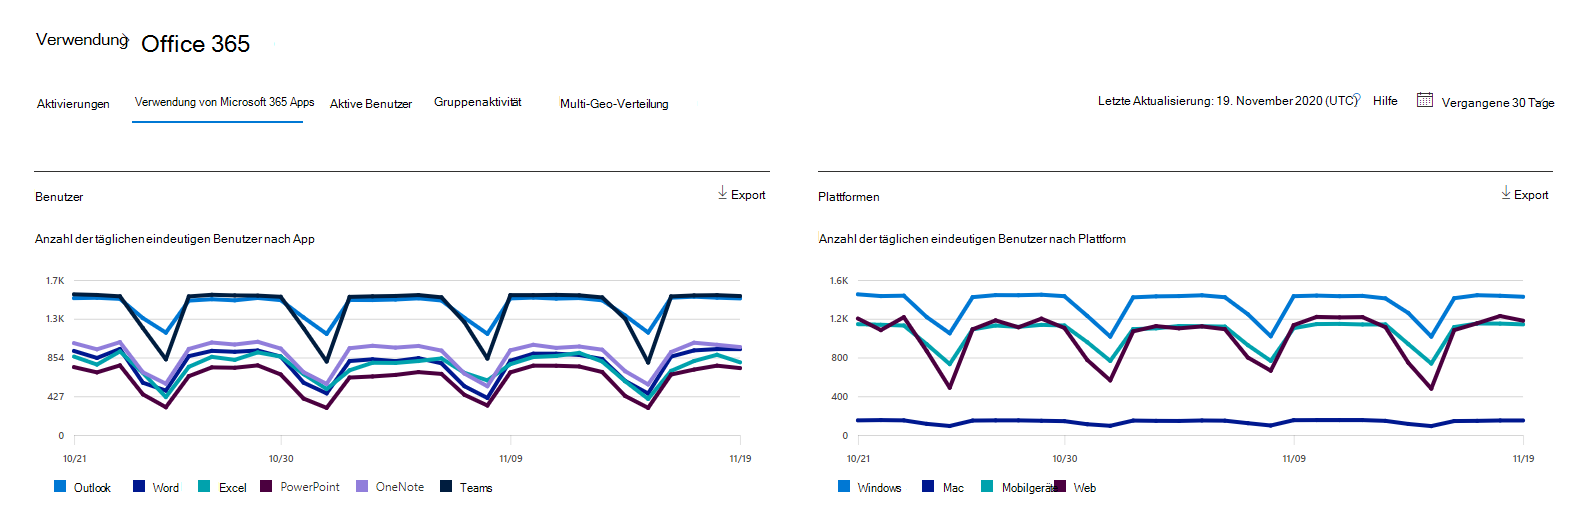 Verwendung Office 365
Aktivierungen Verwendung von Microsoft 365 Apps Aktive Benutzer Gruppenaktivität Multi-Geo-Verteilung Letzte Aktualisierung: 19. November 2020 (UTC) Hilfe Vergangene 30 Tage
Benutzer Export
Anzahl der täglichen eindeutigen Benutzer nach App
1.7K
1.3K
854
427
0
10/21 10/30 11/09 11/19
Outlook Word Excel PowerPoint OneNote Teams
Plattformen Export
Anzahl der täglichen eindeutigen Benutzer nach Plattform
1.6K
1.2K
800
400
0
10/21 10/30 11/09 11/19
Windows Mac Mobilgeräte Web